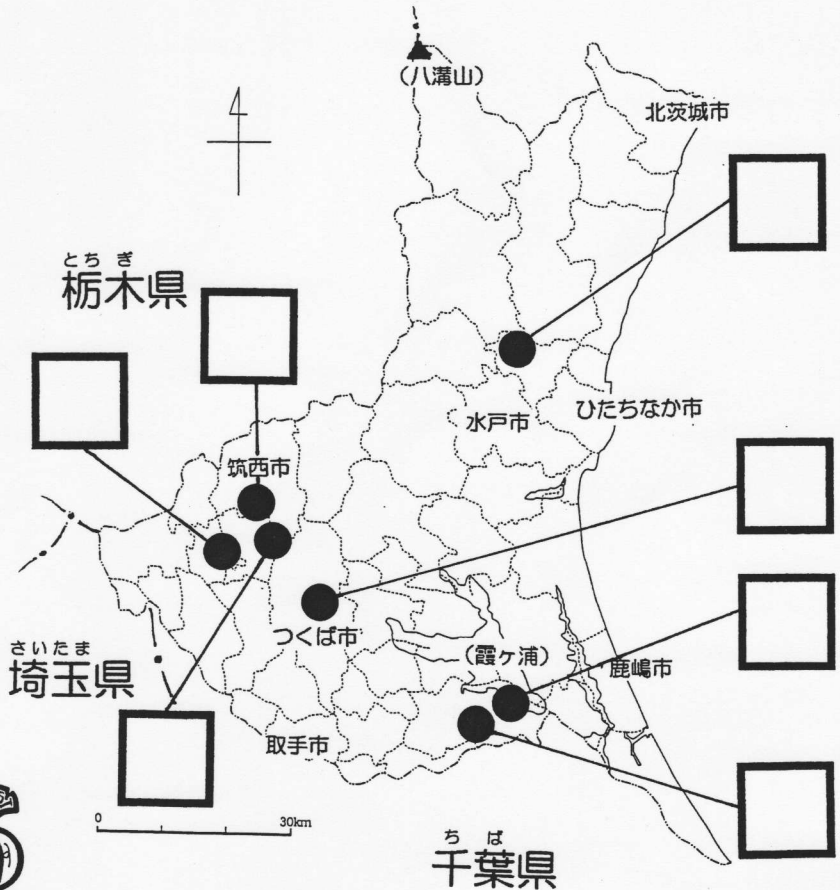 (八溝山)
北茨城市
とちぎ
栃木県
水戸市
ひたちなか市
筑西市
つくば市
さいたま
埼玉県
(霞ヶ浦)
鹿嶋市
取手市
0 30km
ちば
千葉県